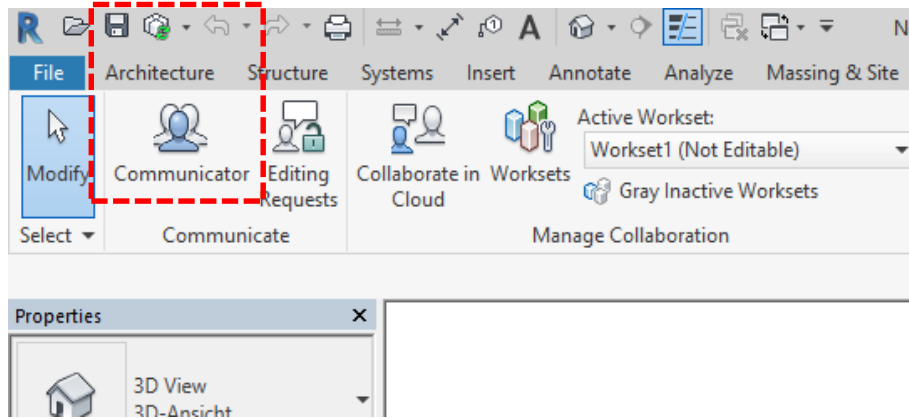 R A N
File Architecture Structure Systems Insert Annotate Analyze Massing & Site
Active Workset:
Workset1 (Not Editable)
Modify Communicator Editing Requests Collaborate in Cloud Worksets
Gray Inactive Worksets
Select Communicate Manage Collaboration
Properties X
3D View
3D-Ansicht